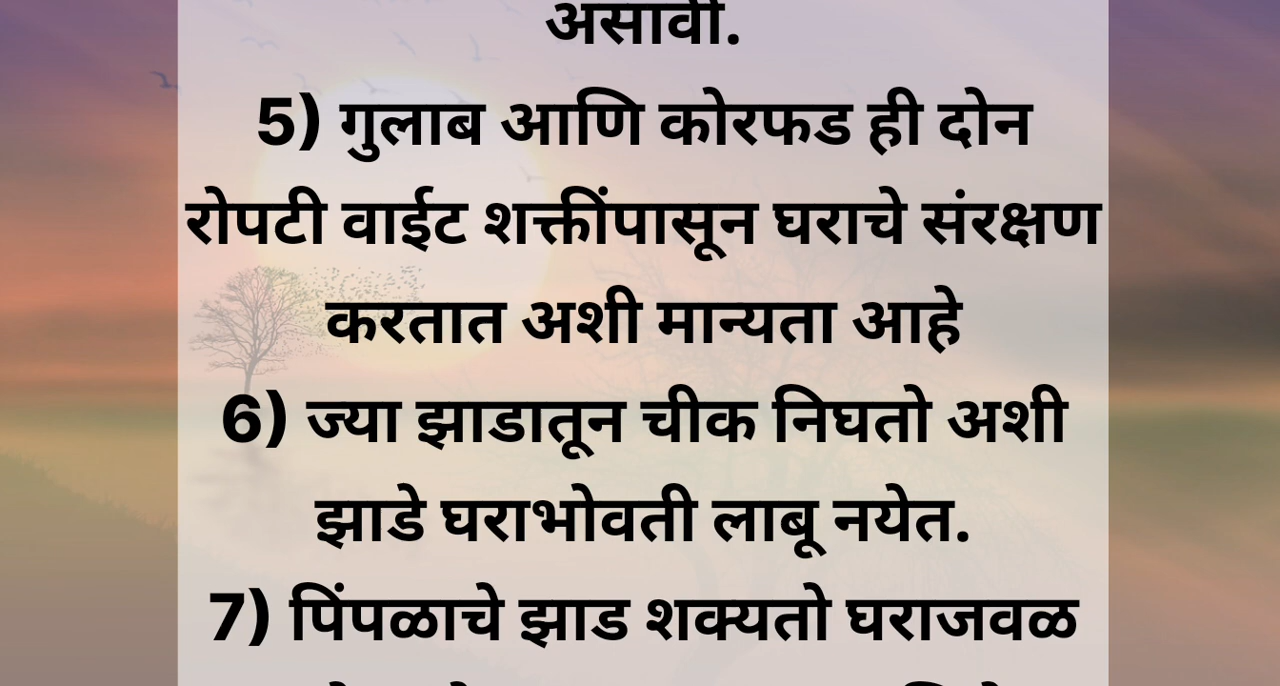 असावी.
5) गुलाब आणि कोरफड ही दोन
रोपटी वाईट शक्तींपासून घराचे संरक्षण
करतात अशी मान्यता आहे
6) ज्या झाडातून चीक निघतो अशी
झाडे घराभोवती लाबू नयेत.
7) पिंपळाचे झाड शक्यतो घराजवळ